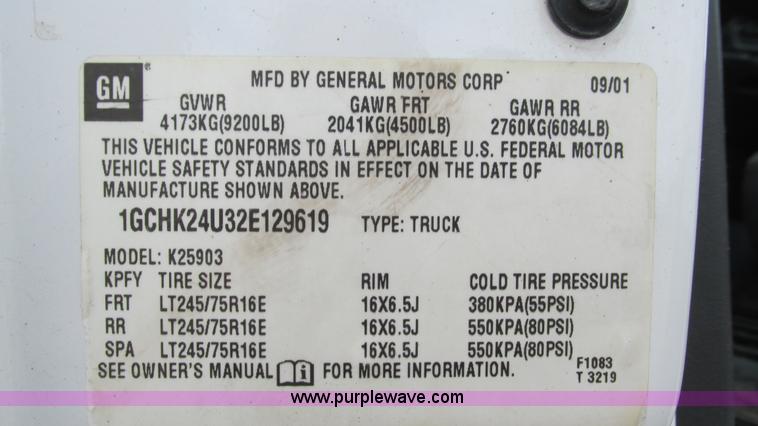 GM ® MFD BY GENERAL MOTORS CORP 09/01
GVWR GAWR FRT GAWR RR
4173KG(9200LB) 2041KG(4500LB) 2760KG(6084LB)
THIS VEHICLE CONFORMS TO ALL APPLICABLE U.S. FEDERAL MOTOR
VEHICLE SAFETY STANDARDS IN EFFECT ON THE DATE OF
MANUFACTURE SHOWN ABOVE.
1GCHK24U32E129619 TYPE: TRUCK
MODEL: K25903
KPFY TIRE SIZE RIM COLD TIRE PRESSURE
FRT LT245/75R16E 16X6.5J 380KPA(55PSI)
RR LT245/75R16E 16X6.5J 550KPA(80PSI)
SPA LT245/75R16E 16X6.5J 550KPA(80PSI)
SEE OWNER'S MANUAL i FOR MORE INFORMATION. F1083
T 3219
www.purplewave.com